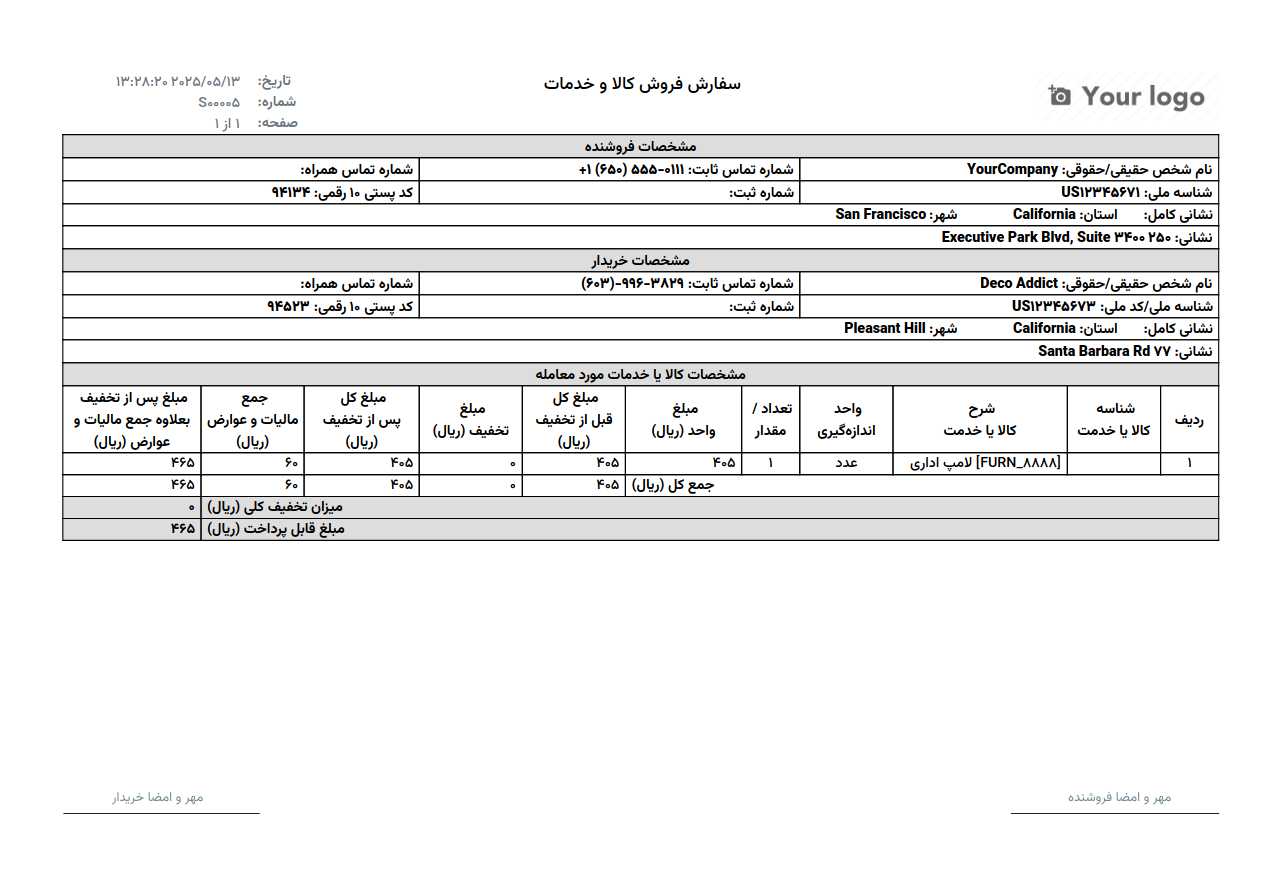 Your logo
سفارش فروش کالا و خدمات
تاریخ: ۲۰۲۵/۰۵/۱۳ ۱۳:۲۸:۲۰
شماره: S۰۰۰۰۵
صفحه: ۱ از ۱
مشخصات فروشنده
نام شخص حقیقی/حقوقی: YourCompany شماره تماس ثابت: +۱ (۶۵۰) ۵۵۵-۰۱۱۱ شماره تماس همراه:
شناسه ملی: US۱۲۳۴۵۶۷۱ شماره ثبت: کد پستی ۱۰ رقمی: ۹۴۱۳۴
نشانی کامل: استان: California شهر: San Francisco
نشانی: ۲۵۰ Executive Park Blvd, Suite ۳۴۰۰
مشخصات خریدار
نام شخص حقیقی/حقوقی: Deco Addict شماره تماس ثابت: (۶۰۳)-۹۹۶-۳۸۲۹ شماره تماس همراه:
شناسه ملی/کد ملی: US۱۲۳۴۵۶۷۳ شماره ثبت: کد پستی ۱۰ رقمی: ۹۴۵۲۳
نشانی کامل: استان: California شهر: Pleasant Hill
نشانی: ۷۷ Santa Barbara Rd
مشخصات کالا یا خدمات مورد معامله
ردیف
شناسه
کالا یا خدمت
شرح
کالا یا خدمت
واحد
اندازه‌گیری
تعداد /
مقدار
مبلغ
واحد (ریال)
مبلغ کل
قبل از تخفیف
(ریال)
مبلغ
تخفیف (ریال)
مبلغ کل
پس از تخفیف
(ریال)
جمع
مالیات و عوارض
(ریال)
مبلغ پس از تخفیف
بعلاوه جمع مالیات و
عوارض (ریال)
۱ [FURN_۸۸۸۸] لامپ اداری عدد ۱ ۴۰۵ ۴۰۵ ۰ ۴۰۵ ۶۰ ۴۶۵
جمع کل (ریال) ۴۰۵ ۰ ۴۰۵ ۶۰ ۴۶۵
میزان تخفیف کلی (ریال) ۰
مبلغ قابل پرداخت (ریال) ۴۶۵
مهر و امضا فروشنده
مهر و امضا خریدار